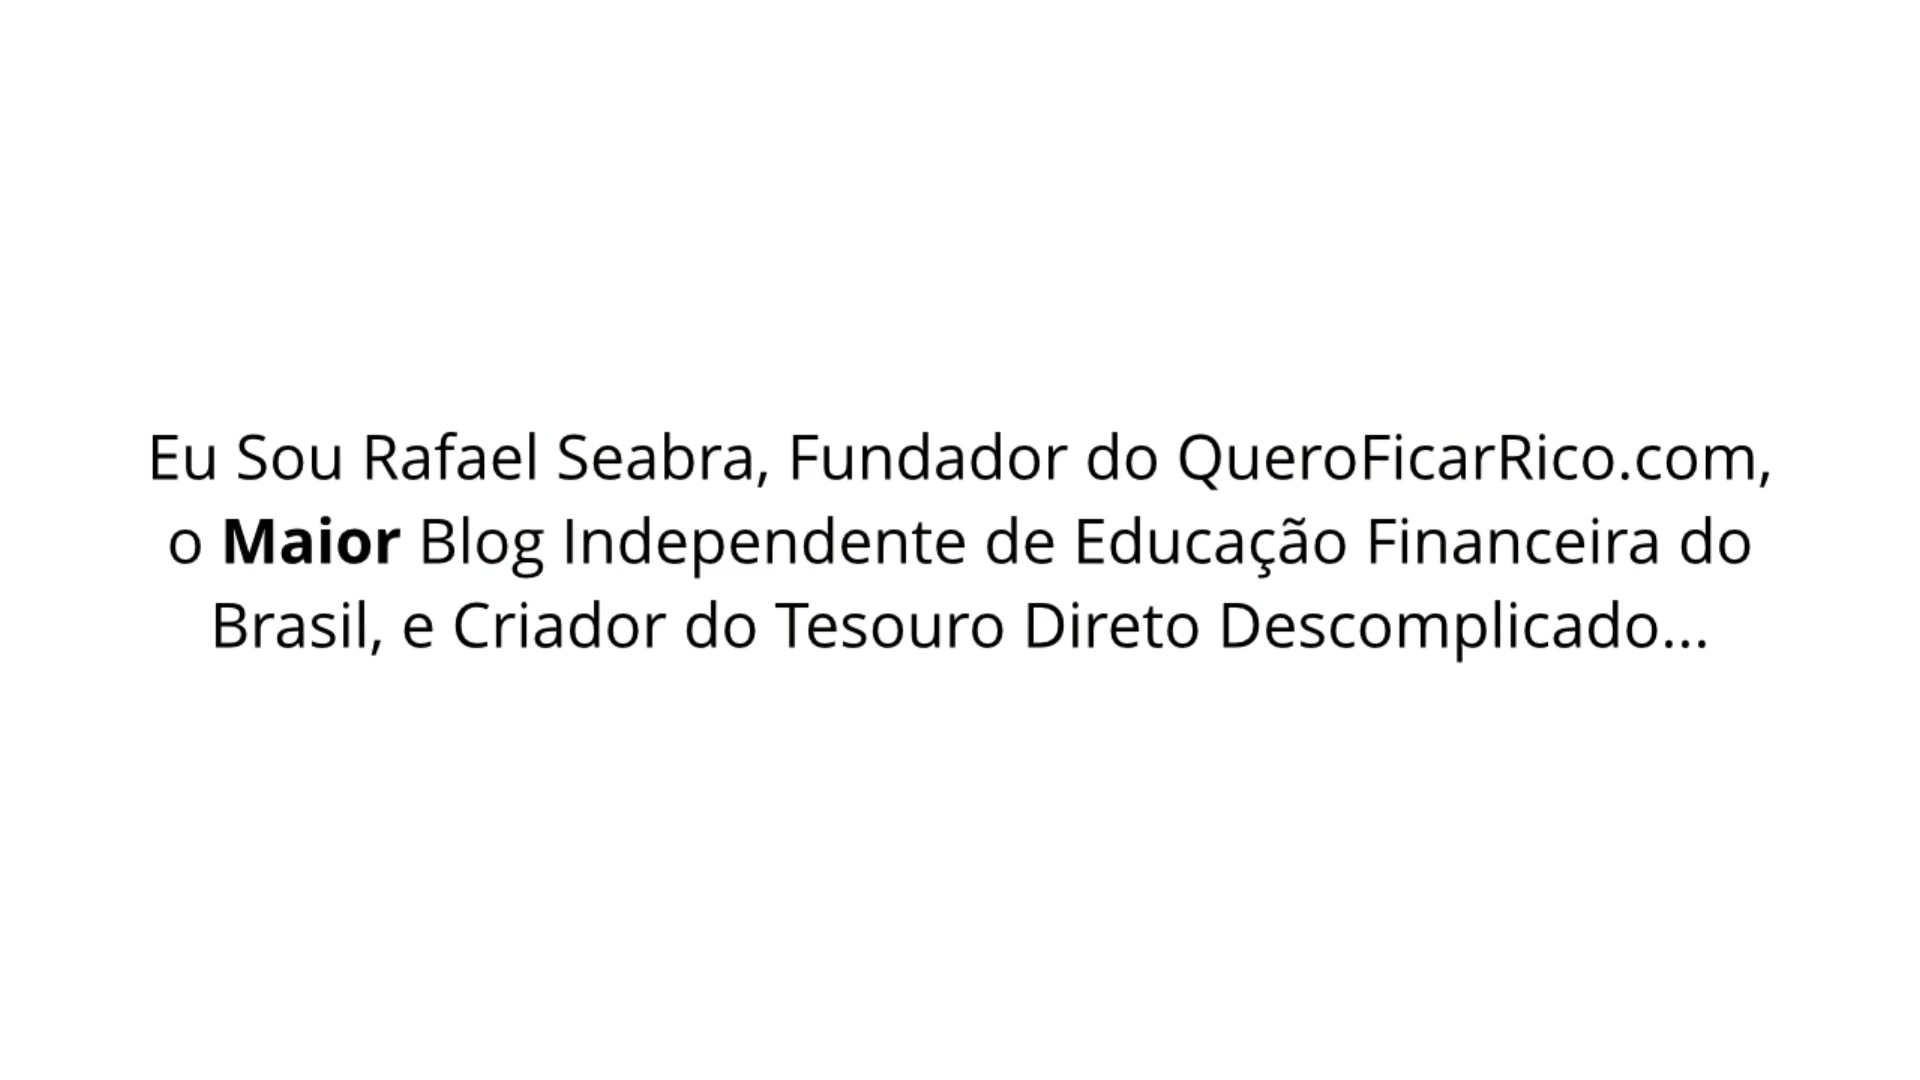 Eu Sou Rafael Seabra, Fundador do QueroFicarRico.com,
o Maior Blog Independente de Educação Financeira do
Brasil, e Criador do Tesouro Direto Descomplicado...